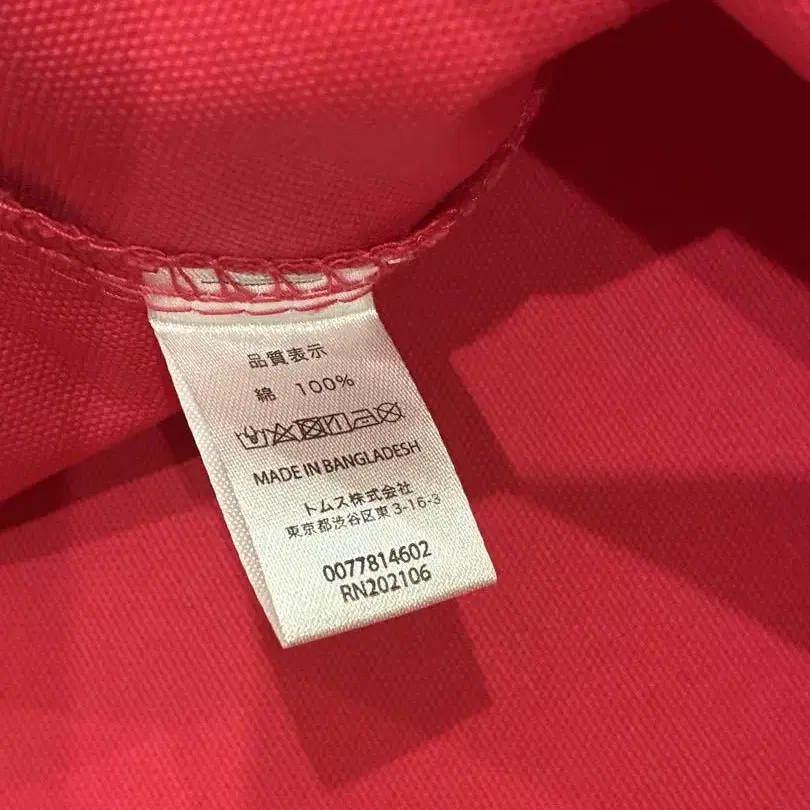 品質表示
綿 100%
MADE IN BANGLADESH
トムス株式会社
東京都渋谷区東3-16-3
0077814602
RN202106